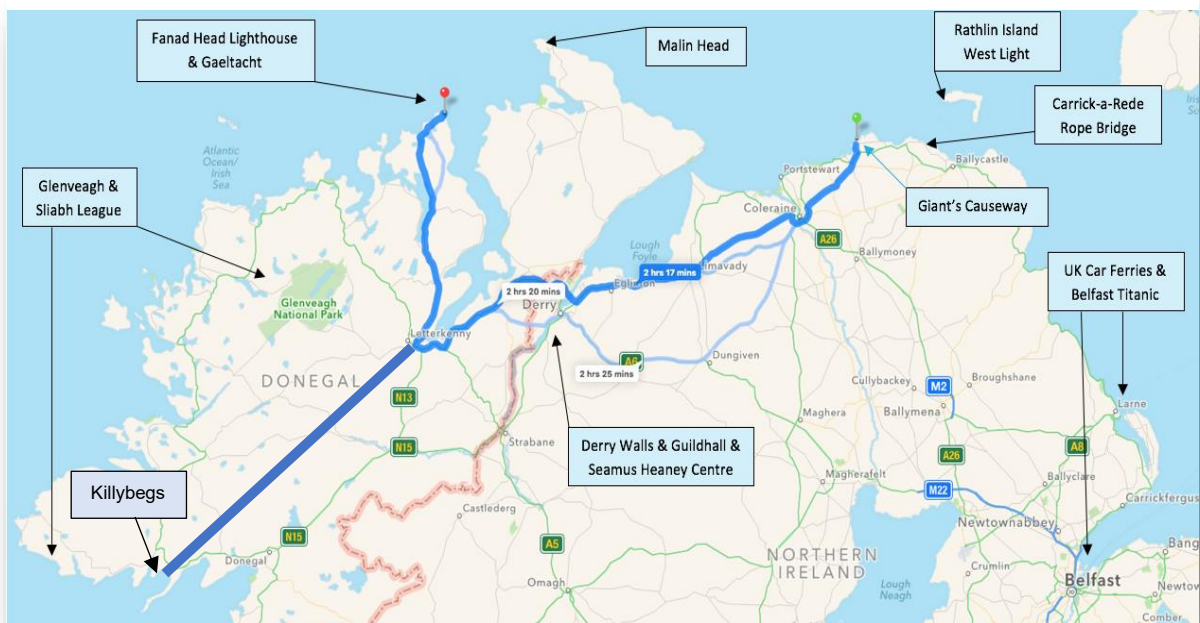 Fanad Head Lighthouse
& Gaeltacht
Malin Head
Rathlin Island
West Light
Carrick-a-Rede
Rope Bridge
Atlantic
Ocean/
Irish
Sea
Portstewart
Ballycastle
Glenveagh &
Sliabh League
Giant's Causeway
Coleraine
A26
Ballymoney
Lough
Foyle
2 hrs 17 mins
imavady
Eglinton
UK Car Ferries &
Belfast Titanic
2 hrs 20 mins
Derry
Glenveagh
National Park
Letterkenny
A6
2 hrs 25 mins
Dungiven
DONEGAL
N13
Cullybackey
M2
Broughshane
Ballymena
Larne
Maghera
N15
Strabane
Derry Walls & Guildhall &
Seamus Heaney Centre
A26
A8
Killybegs
Magherafelt
M22
Ballyclare
Carrickfergus
Castlederg
Newtownabbey
N15
A5
Donegal
NORTHERN
IRELAND
Bang
Crumlin
Belfast
Omagh
Lough
Neagh
Newtow
Comber